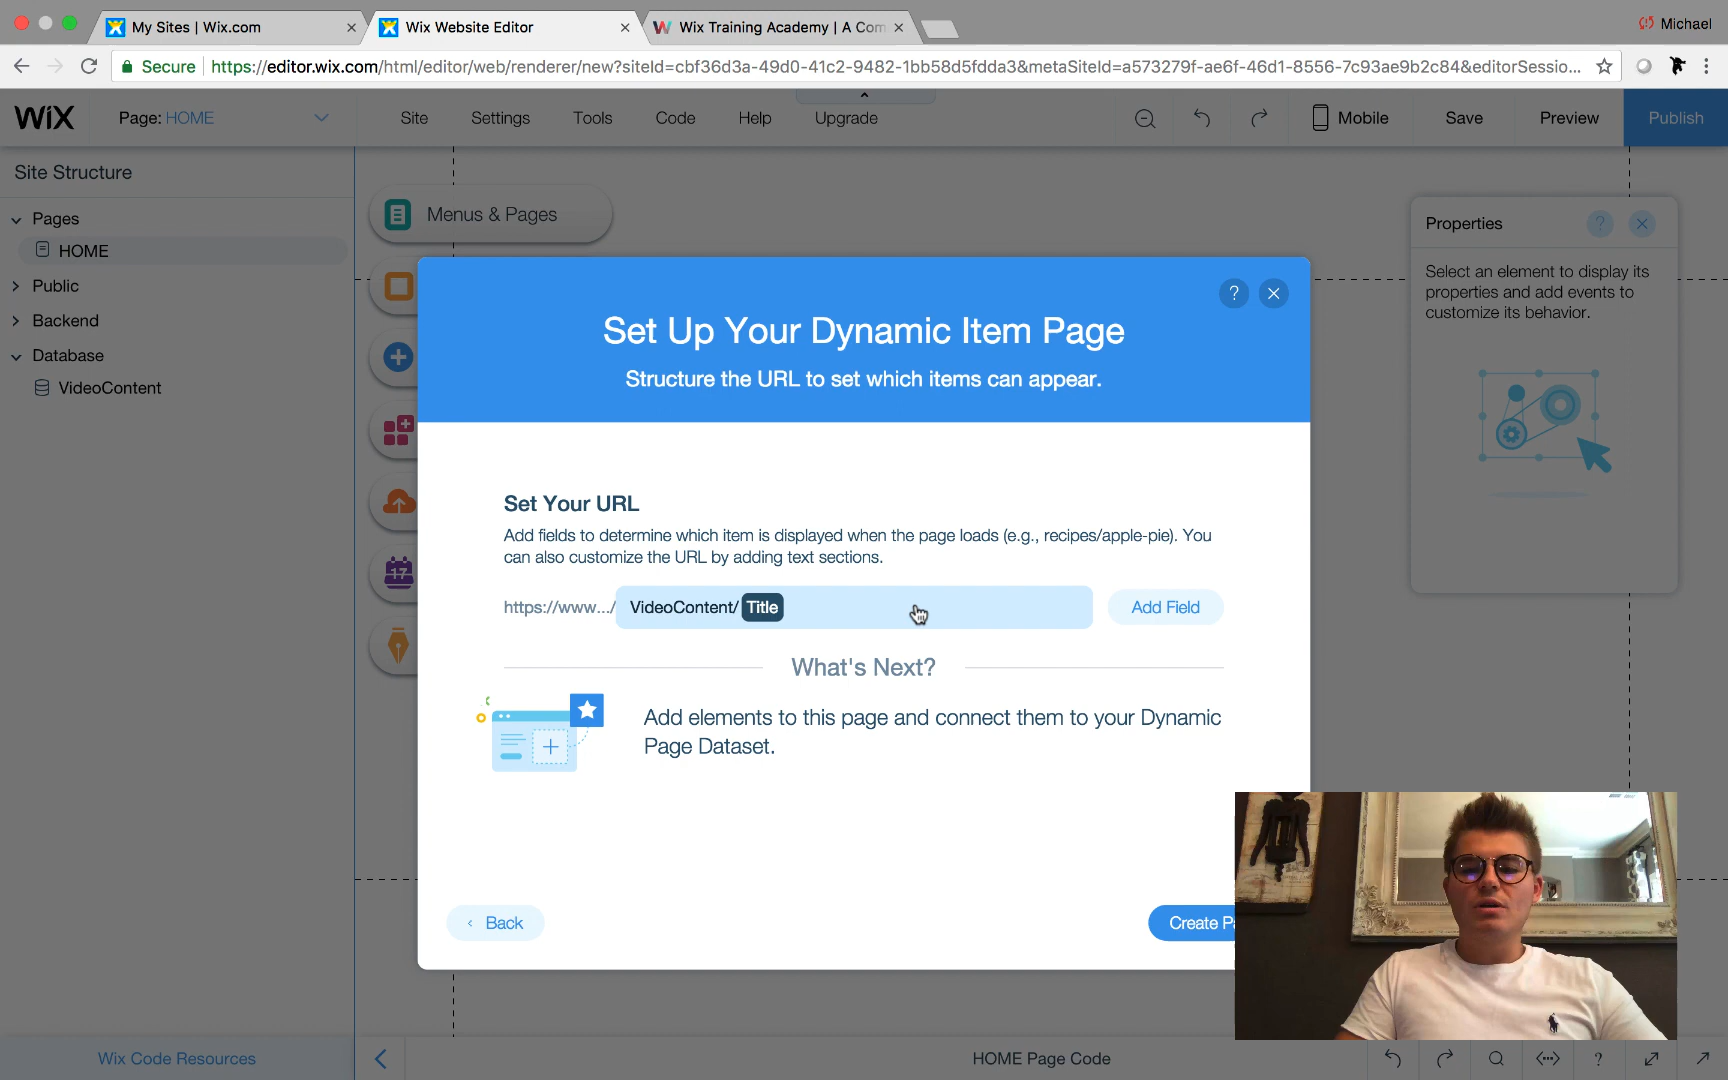 My Sites | Wix.com
Wix Website Editor
Wix Training Academy | A Com
Michael
Secure
https://editor.wix.com/html/editor/web/renderer/new?siteId=cbf36d3a-49d0-41c2-9482-1bb58d5fdda3&metaSiteId=a573279f-ae6f-46d1-8556-7c93ae9b2c84&editorSessio...
WiX
Page: HOME
Site
Settings
Tools
Code
Help
Upgrade
Mobile
Save
Preview
Publish
Site Structure
Pages
HOME
Public
Backend
Database
VideoContent
Menus & Pages
17
Properties
?
Select an element to display its
properties and add events to
customize its behavior.
?
Set Up Your Dynamic Item Page
Structure the URL to set which items can appear.
Set Your URL
Add fields to determine which item is displayed when the page loads (e.g., recipes/apple-pie). You
can also customize the URL by adding text sections.
https://www.../
VideoContent/ Title
Add Field
What's Next?
Add elements to this page and connect them to your Dynamic
Page Dataset.
Back
Create Pa
Wix Code Resources
HOME Page Code
?